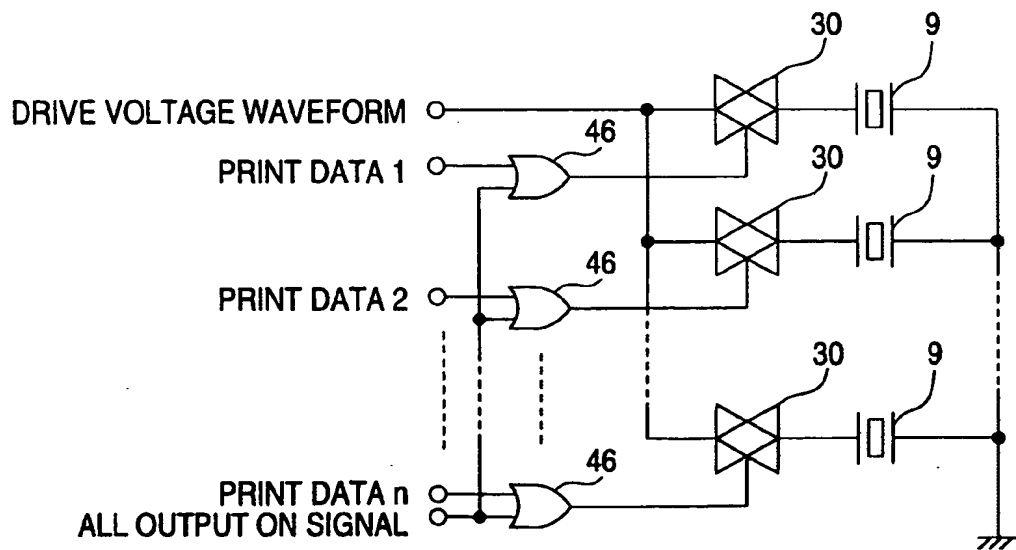 30
9
DRIVE VOLTAGE WAVEFORM
46
PRINT DATA 1
30
9
46
PRINT DATA 2
30
9
46
PRINT DATA n
ALL OUTPUT ON SIGNAL